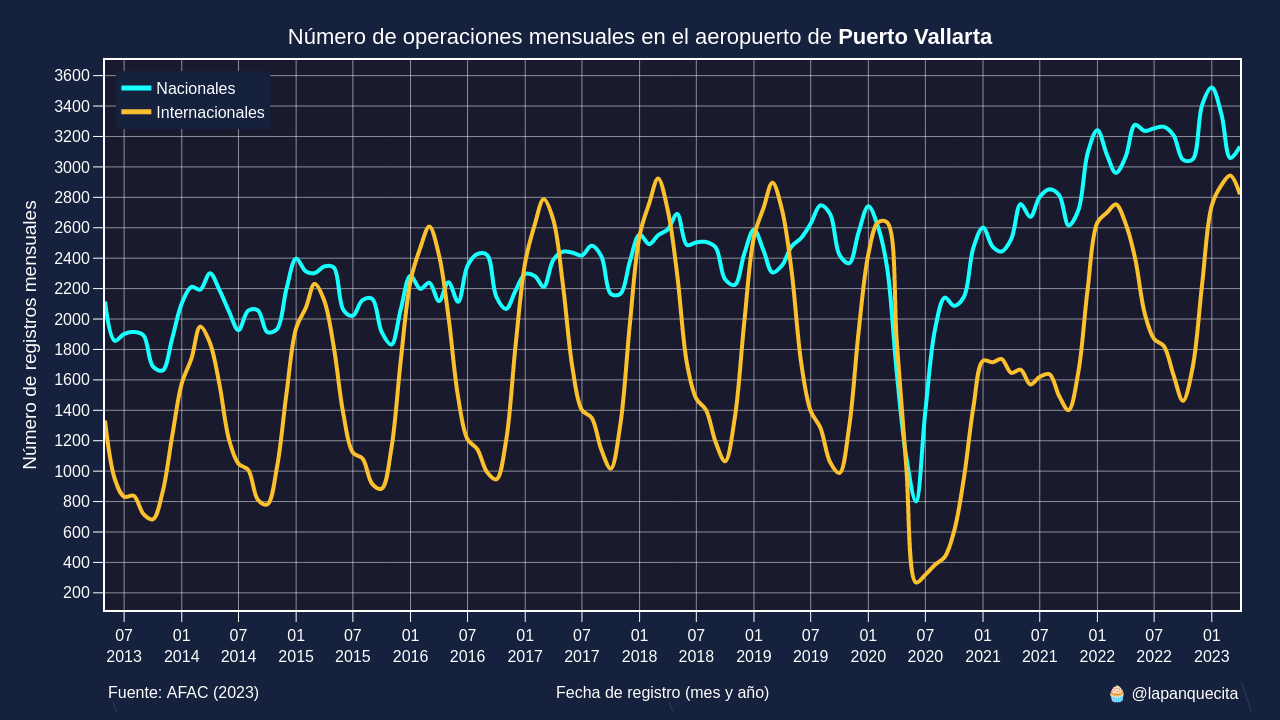 Número de operaciones mensuales en el aeropuerto de Puerto Vallarta
Nacionales
Internacionales
Número de registros mensuales
3600
3400
3200
3000
2800
2600
2400
2200
2000
1800
1600
1400
1200
1000
800
600
400
200
07 01 07 01 07 01 07 01 07 01 07 01 07 01 07 01 07 01 07 01
2013 2014 2014 2015 2015 2016 2016 2017 2017 2018 2018 2019 2019 2020 2020 2021 2021 2022 2022 2023
Fuente: AFAC (2023)
Fecha de registro (mes y año)
🧁 @lapanquecita